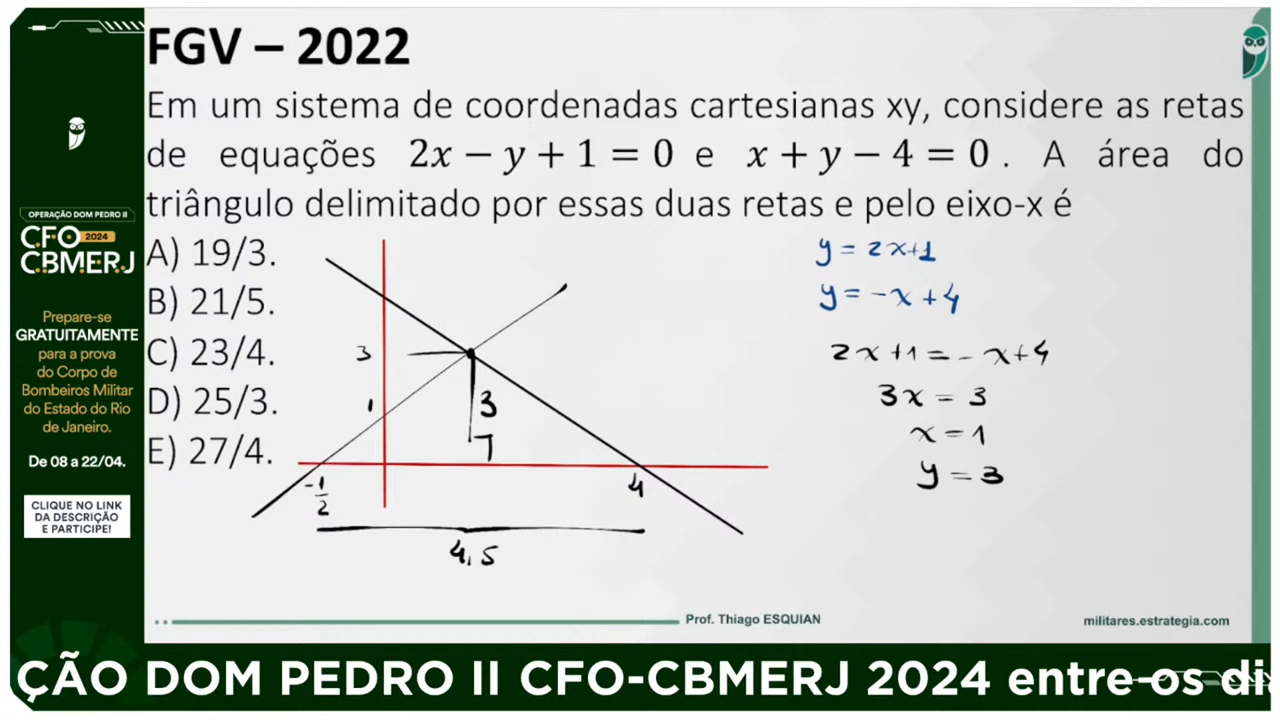 FGV – 2022
Em um sistema de coordenadas cartesianas xy, considere as retas
de equações 2x − y + 1 = 0 e x + y − 4 = 0 . A área do
triângulo delimitado por essas duas retas e pelo eixo-x é
A) 19/3.
B) 21/5.
C) 23/4.
D) 25/3.
E) 27/4.
y = 2x+1
y = -x+4
2x+1 = -x+4
3x = 3
x = 1
y = 3
3
1
3
-1/2
4
4,5
OPERAÇÃO DOM PEDRO II
CFO 2024
CBMERJ
Prepare-se
GRATUITAMENTE
para a prova
do Corpo de
Bombeiros Militar
do Estado do Rio
de Janeiro.
De 08 a 22/04.
CLIQUE NO LINK
DA DESCRIÇÃO
E PARTICIPE!
Prof. Thiago ESQUIAN
militares.estrategia.com
ÇÃO DOM PEDRO II CFO-CBMERJ 2024 entre os di